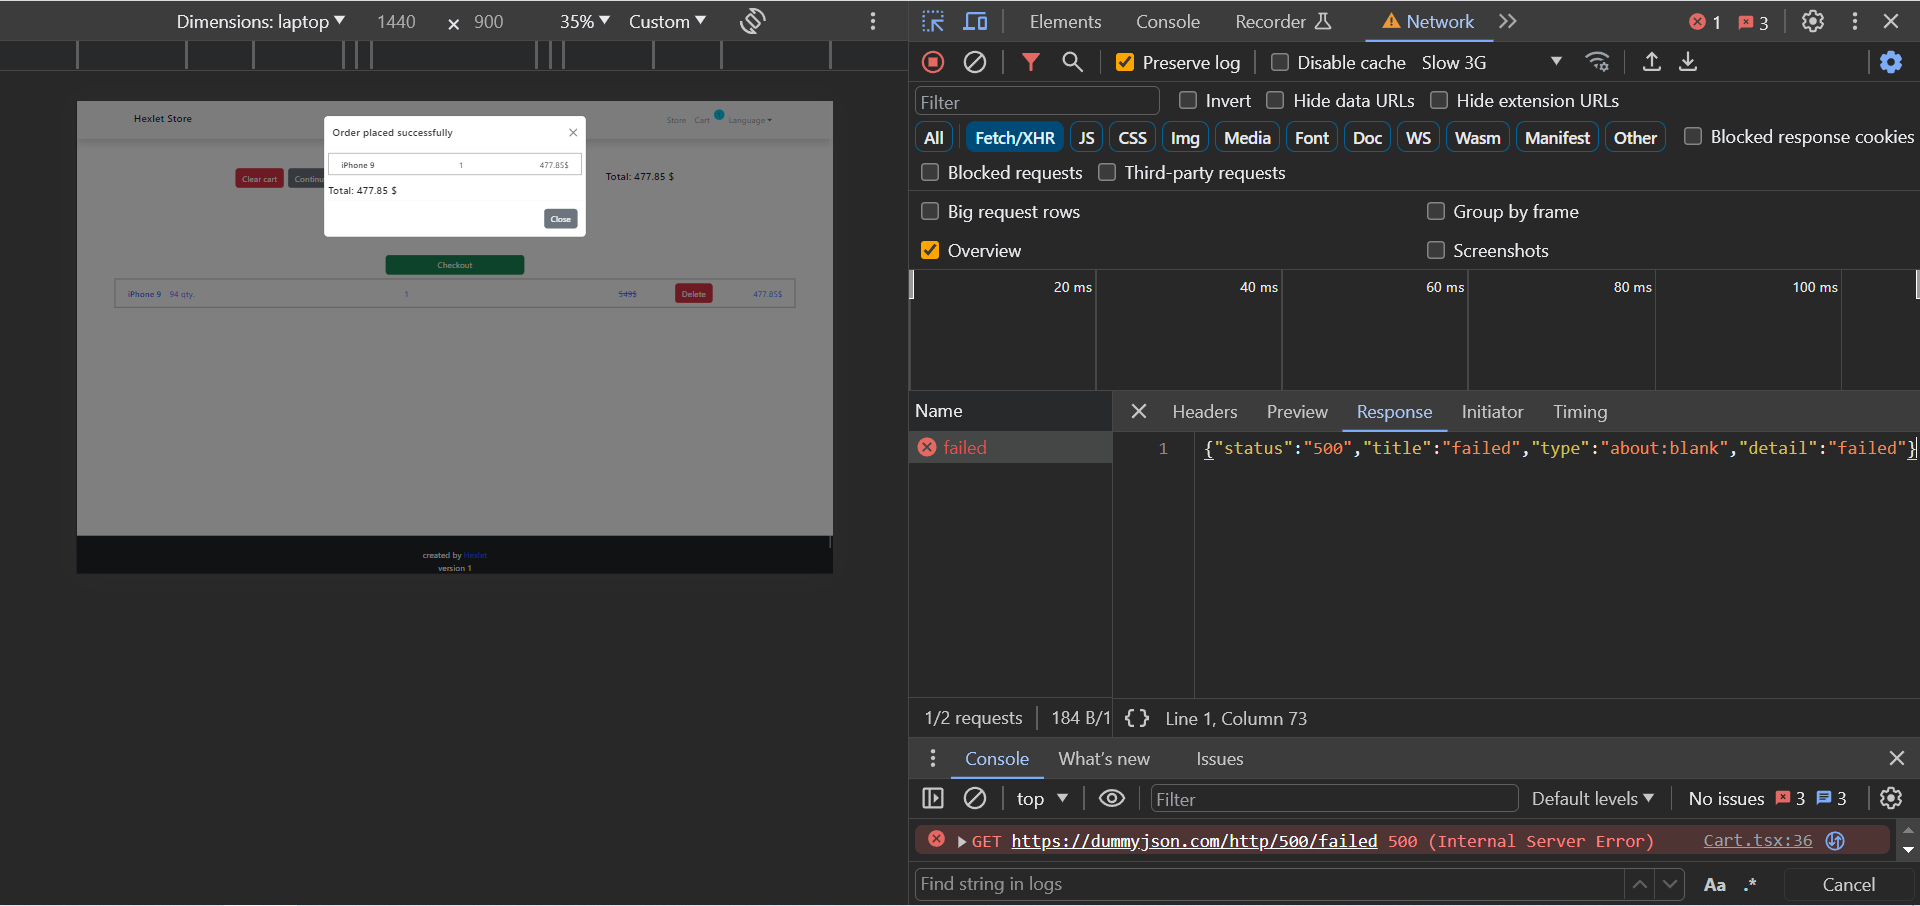 Dimensions: laptop ▼ 1440 × 900 35% ▼ Custom ▼
Hexlet Store
Store Cart 1 Language
Clear cart
Total: 477.85 $
Order placed successfully ×
iPhone 9 1 477.85$
Total: 477.85 $
Close
Checkout
iPhone 9 94 qty. 1 549$ Delete 477.85$
created by Hexlet
version 1
Elements Console Recorder Network 1 3
Preserve log Disable cache Slow 3G
Filter Invert Hide data URLs Hide extension URLs
All Fetch/XHR JS CSS Img Media Font Doc WS Wasm Manifest Other Blocked response cookies
Blocked requests Third-party requests
Big request rows Group by frame
Overview Screenshots
20 ms 40 ms 60 ms 80 ms 100 ms
Name Headers Preview Response Initiator Timing
failed
1 {"status":"500","title":"failed","type":"about:blank","detail":"failed"}
1/2 requests 184 B/1 {} Line 1, Column 73
Console What's new Issues
top ▼ Filter Default levels ▼ No issues 3 3
GET https://dummyjson.com/http/500/failed 500 (Internal Server Error) Cart.tsx:36
Find string in logs Aa .* Cancel